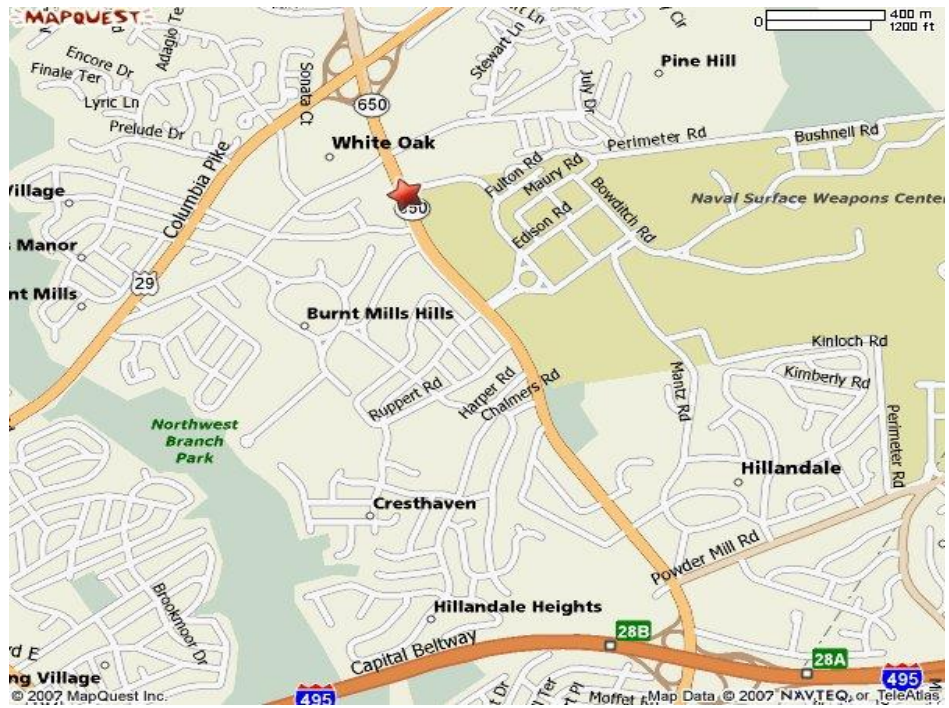 MAPQUEST
400 m
1200 ft
0
Encore Dr
Finale Ter
Lyric Ln
Prelude Dr
Adagio Ter
Sonata Ct
Stewart Ln
July Dr
Pine Hill
650
White Oak
Columbia Pike
Perimeter Rd
Bushnell Rd
Fulton Rd
Maury Rd
Bowditch Rd
Edison Rd
Naval Surface Weapons Center
Village
s Manor
nt Mills
29
Burnt Mills Hills
Ruppert Rd
Harper Rd
Chalmers Rd
Mantz Rd
Kinloch Rd
Kimberly Rd
Perimeter Rd
Northwest
Branch
Park
Cresthaven
Hillandale
Powder Mill Rd
Brookmoor Dr
Hillandale Heights
Capital Beltway
28B
28A
495
495
rd E
ng Village
Moffet R
© 2007 MapQuest Inc.
Map Data © 2007 NAVTEQ or TeleAtlas